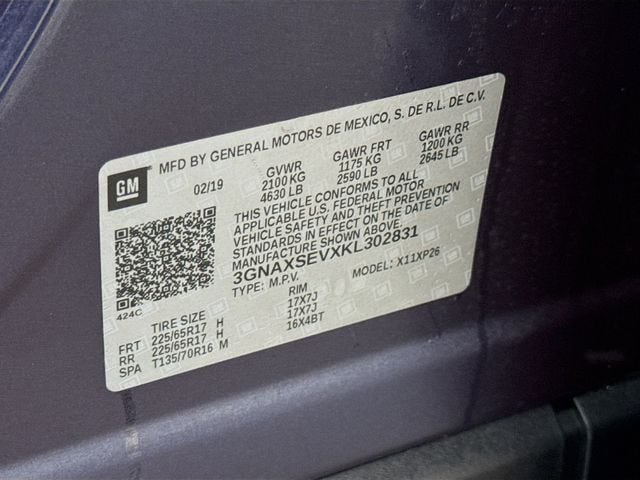 MFD BY GENERAL MOTORS DE MEXICO, S. DE R.L. DE C.V.
GM
02/19
GVWR GAWR FRT GAWR RR
2100 KG 1175 KG 1200 KG
4630 LB 2590 LB 2645 LB
THIS VEHICLE CONFORMS TO ALL
APPLICABLE U.S. FEDERAL MOTOR
VEHICLE SAFETY AND THEFT PREVENTION
STANDARDS IN EFFECT ON THE DATE OF
MANUFACTURE SHOWN ABOVE.
3GNAXSEVXKL302831
TYPE: M.P.V. MODEL: X11XP26
424C
TIRE SIZE RIM
FRT 225/65R17 H 17X7J
RR 225/65R17 H 17X7J
SPA T135/70R16 M 16X4BT